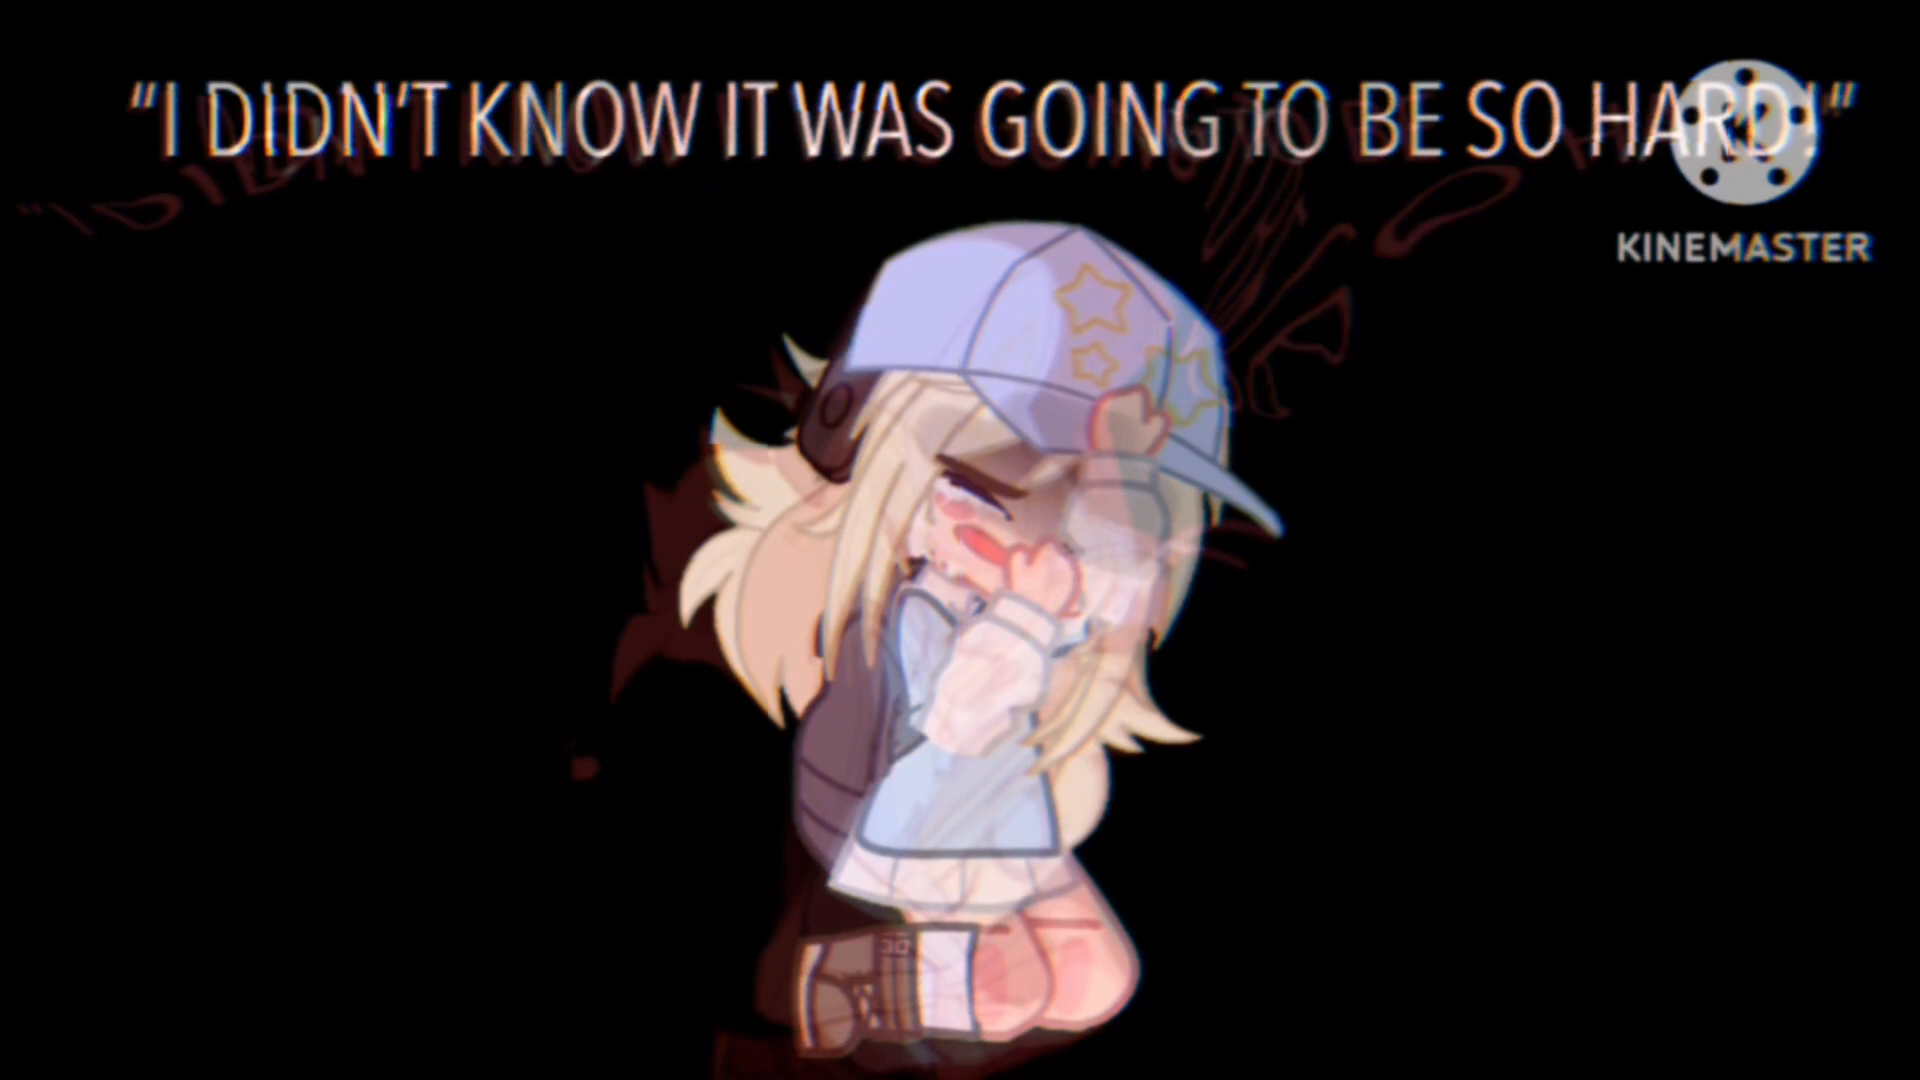 “I DIDN’T KNOW IT WAS GOING TO BE SO HARD!“
KINEMASTER